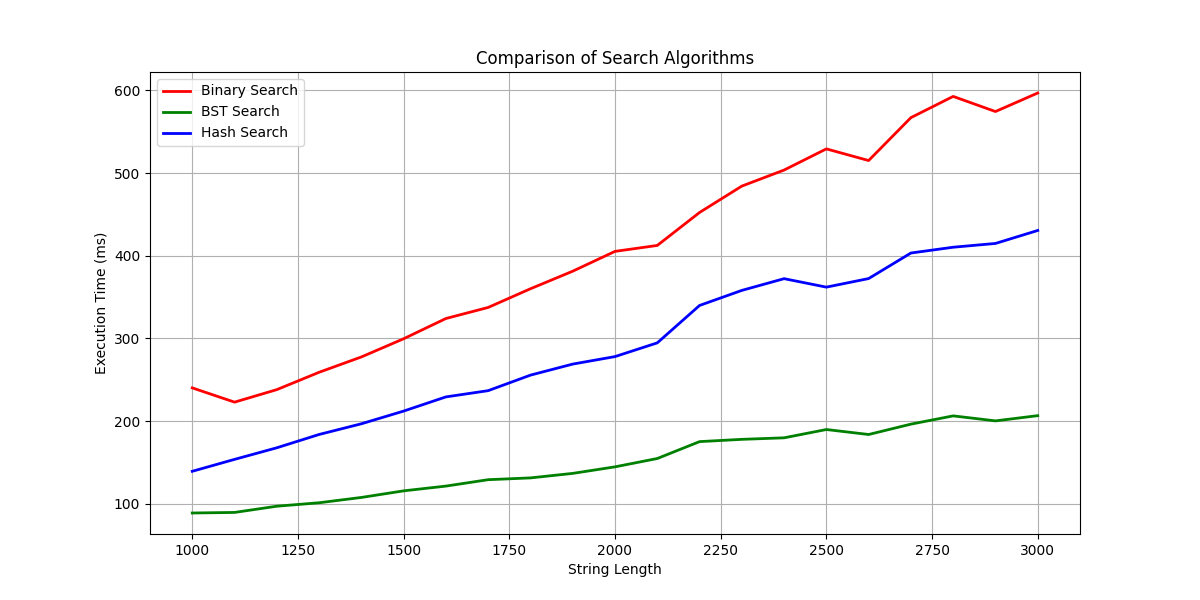 Comparison of Search Algorithms
Binary Search
BST Search
Hash Search
600
500
400
300
200
100
Execution Time (ms)
1000 1250 1500 1750 2000 2250 2500 2750 3000
String Length